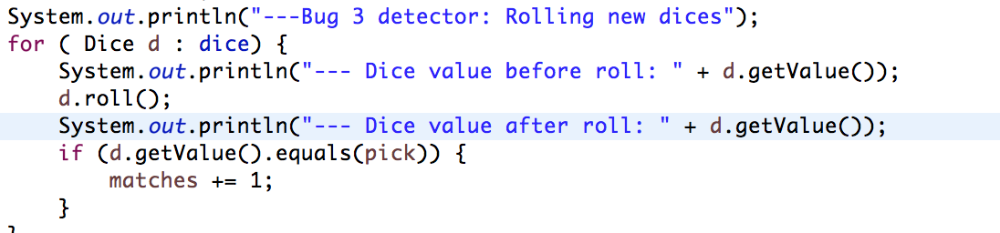 System.out.println("---Bug 3 detector: Rolling new dices");
for ( Dice d : dice) {
    System.out.println("--- Dice value before roll: " + d.getValue());
    d.roll();
    System.out.println("--- Dice value after roll: " + d.getValue());
    if (d.getValue().equals(pick)) {
        matches += 1;
    }
}